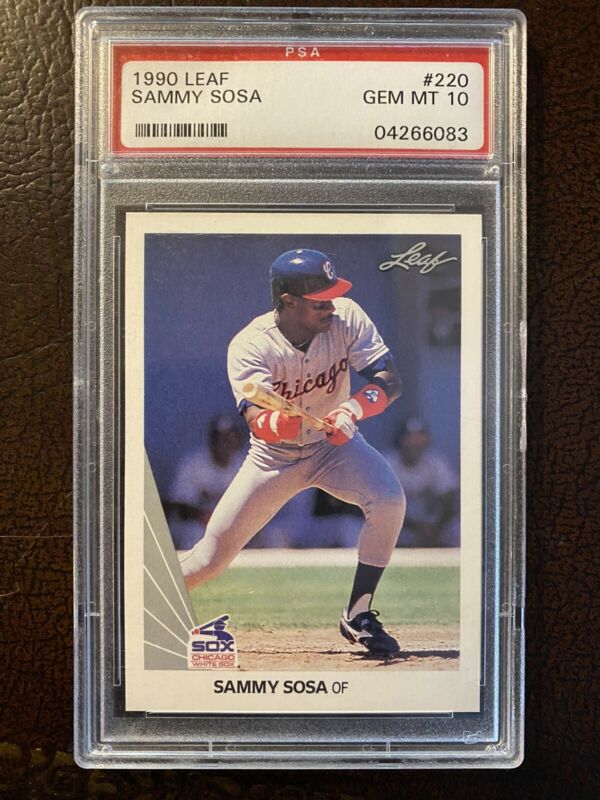 PSA
1990 LEAF #220
SAMMY SOSA GEM MT 10
04266083
Leaf
Chicago
SOX
CHICAGO
WHITE SOX
SAMMY SOSA OF